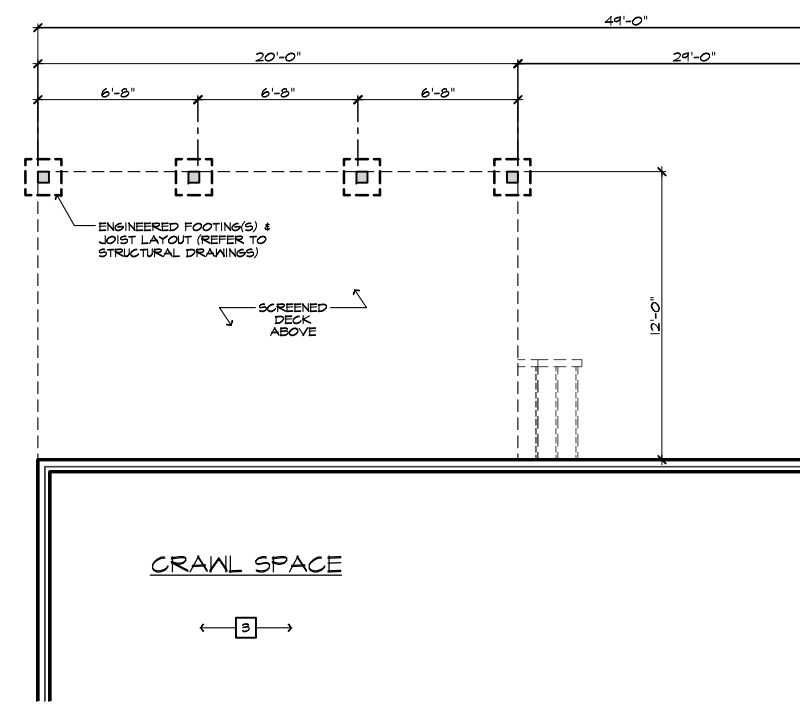 49'-0"
20'-0"
29'-0"
6'-8"
6'-8"
6'-8"
ENGINEERED FOOTING(S) &
JOIST LAYOUT (REFER TO
STRUCTURAL DRAWINGS)
SCREENED
DECK
ABOVE
12'-0"
CRAWL SPACE
3